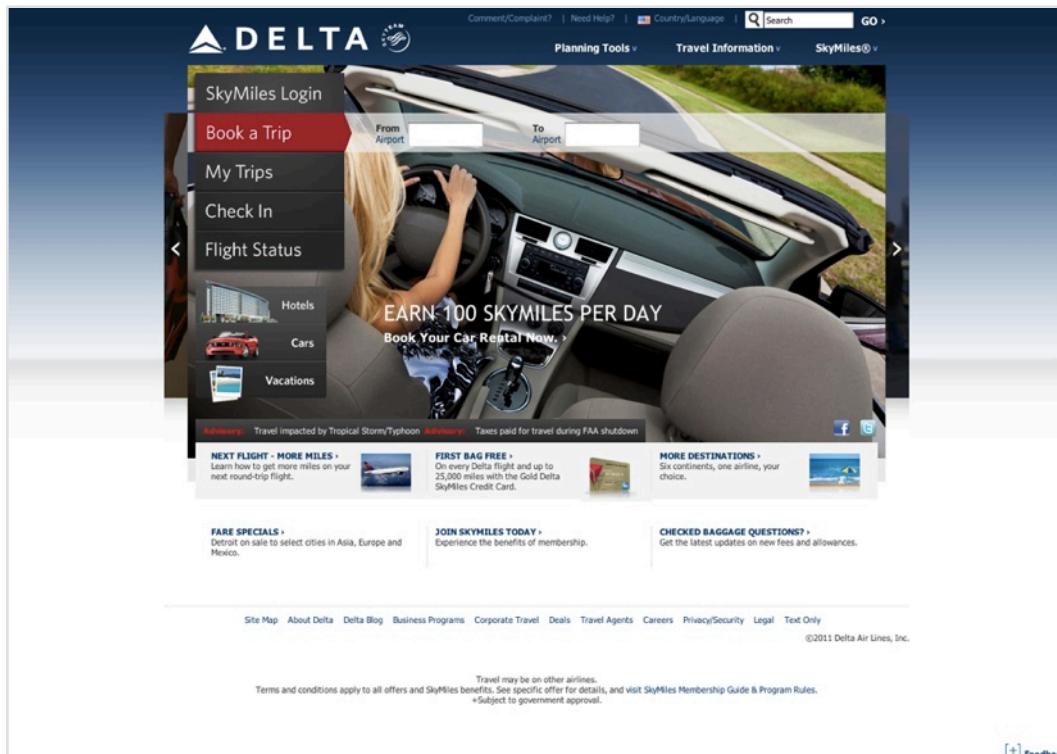 Comment/Complaint? | Need Help? | Country/Language | Search GO ›
DELTA
SKYTEAM
Planning Tools v Travel Information v SkyMiles® v
SkyMiles Login
Book a Trip
From
Airport
To
Airport
My Trips
Check In
Flight Status
Hotels
Cars
Vacations
EARN 100 SKYMILES PER DAY
Book Your Car Rental Now. ›
Advisory: Travel impacted by Tropical Storm/Typhoon Advisory: Taxes paid for travel during FAA shutdown
NEXT FLIGHT - MORE MILES ›
Learn how to get more miles on your
next round-trip flight.
FIRST BAG FREE ›
On every Delta flight and up to
25,000 miles with the Gold Delta
SkyMiles Credit Card.
MORE DESTINATIONS ›
Six continents, one airline, your
choice.
FARE SPECIALS ›
Detroit on sale to select cities in Asia, Europe and
Mexico.
JOIN SKYMILES TODAY ›
Experience the benefits of membership.
CHECKED BAGGAGE QUESTIONS? ›
Get the latest updates on new fees and allowances.
Site Map About Delta Delta Blog Business Programs Corporate Travel Deals Travel Agents Careers Privacy/Security Legal Text Only
©2011 Delta Air Lines, Inc.
Travel may be on other airlines.
Terms and conditions apply to all offers and SkyMiles benefits. See specific offer for details, and visit SkyMiles Membership Guide & Program Rules.
+Subject to government approval.